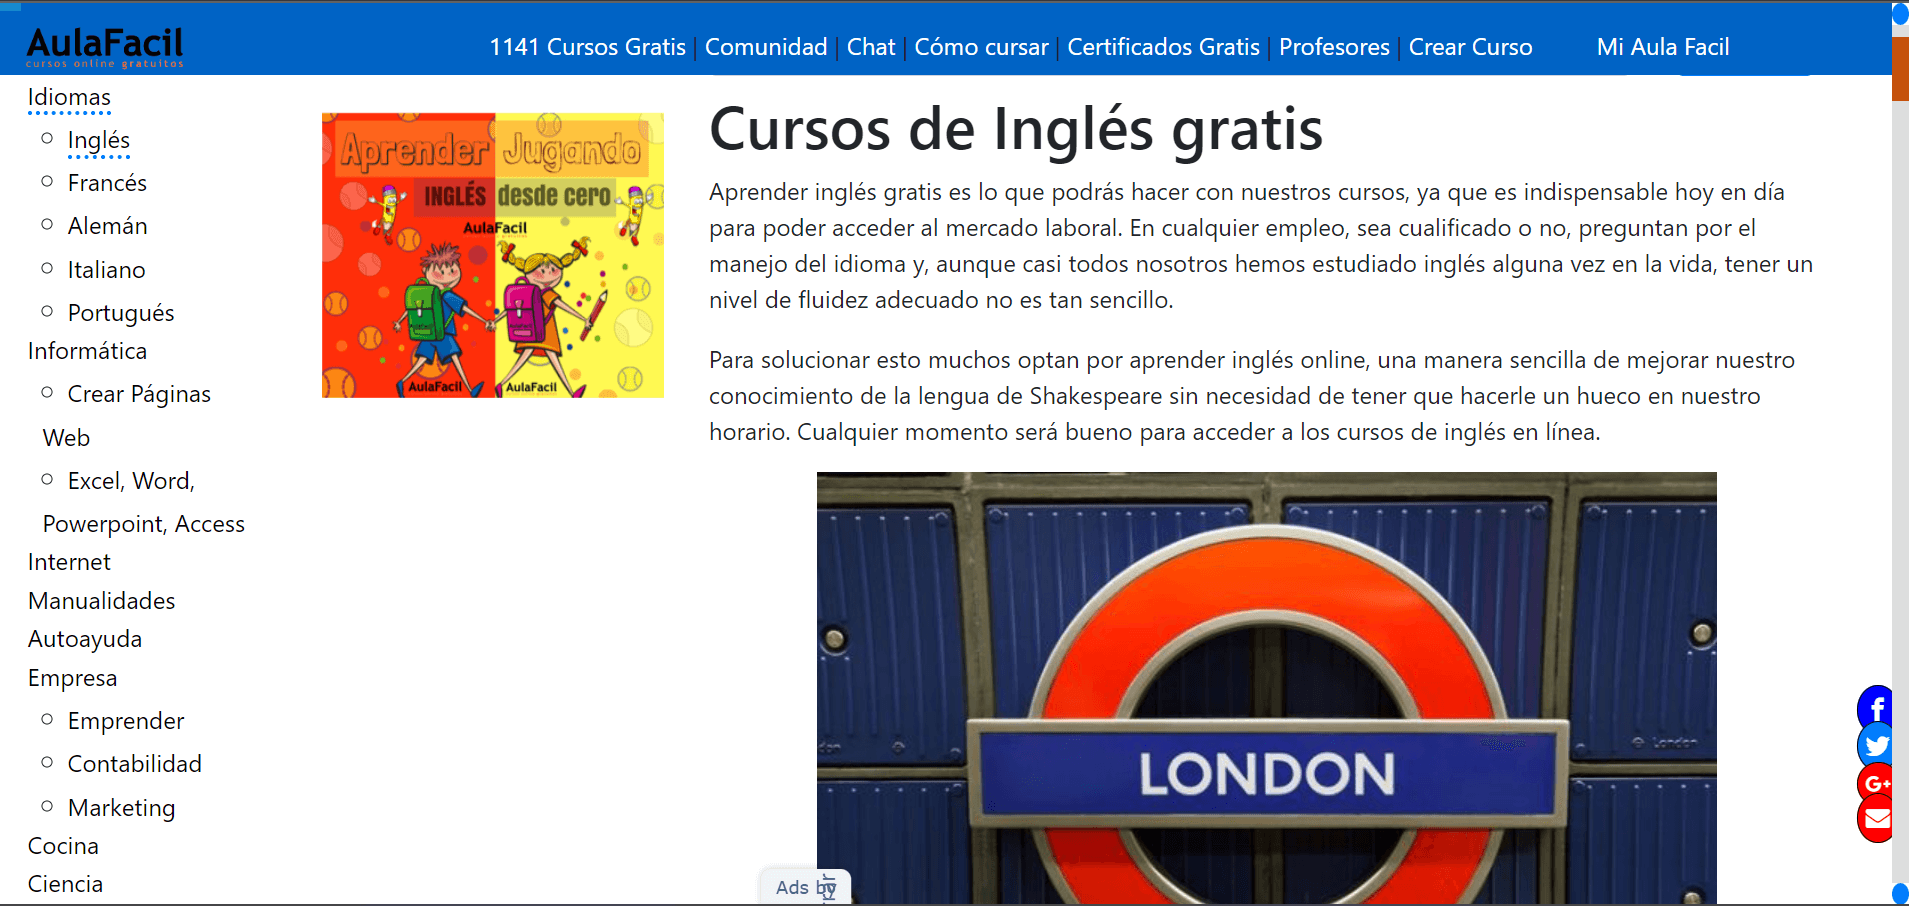 AulaFacil
cursos online gratuitos
1141 Cursos Gratis | Comunidad | Chat | Cómo cursar | Certificados Gratis | Profesores | Crear Curso
Mi Aula Facil
Idiomas
Inglés
Francés
Alemán
Italiano
Portugués
Informática
Crear Páginas
Web
Excel, Word,
Powerpoint, Access
Internet
Manualidades
Autoayuda
Empresa
Emprender
Contabilidad
Marketing
Cocina
Ciencia
Aprender Jugando
INGLÉS desde cero
AulaFacil
AulaFacil
AulaFacil
Cursos de Inglés gratis
Aprender inglés gratis es lo que podrás hacer con nuestros cursos, ya que es indispensable hoy en día
para poder acceder al mercado laboral. En cualquier empleo, sea cualificado o no, preguntan por el
manejo del idioma y, aunque casi todos nosotros hemos estudiado inglés alguna vez en la vida, tener un
nivel de fluidez adecuado no es tan sencillo.
Para solucionar esto muchos optan por aprender inglés online, una manera sencilla de mejorar nuestro
conocimiento de la lengua de Shakespeare sin necesidad de tener que hacerle un hueco en nuestro
horario. Cualquier momento será bueno para acceder a los cursos de inglés en línea.
LONDON
Ads by